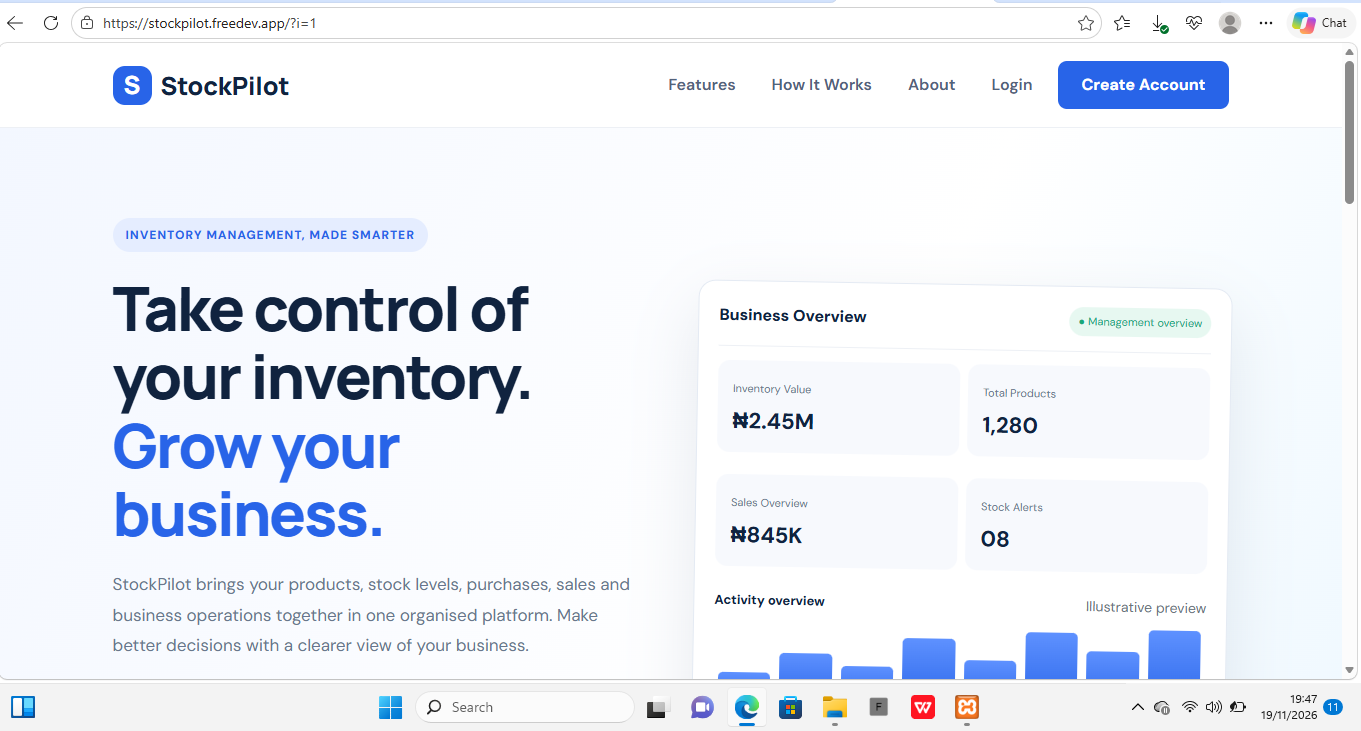 https://stockpilot.freedev.app/?i=1
Chat
S StockPilot
Features
How It Works
About
Login
Create Account
INVENTORY MANAGEMENT, MADE SMARTER
Take control of
your inventory.
Grow your
business.
StockPilot brings your products, stock levels, purchases, sales and
business operations together in one organised platform. Make
better decisions with a clearer view of your business.
Business Overview
Management overview
Inventory Value
₦2.45M
Total Products
1,280
Sales Overview
₦845K
Stock Alerts
08
Activity overview
Illustrative preview
Search
F
W
19:47
19/11/2026
11